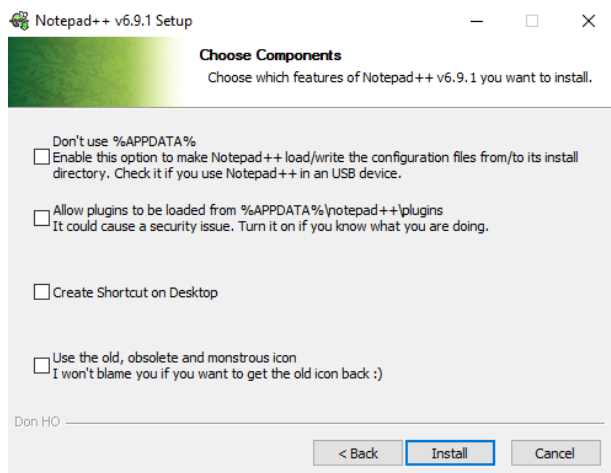 Notepad++ v6.9.1 Setup
Choose Components
Choose which features of Notepad++ v6.9.1 you want to install.
Don't use %APPDATA%
Enable this option to make Notepad++ load/write the configuration files from/to its install
directory. Check it if you use Notepad++ in an USB device.
Allow plugins to be loaded from %APPDATA%\notepad++\plugins
It could cause a security issue. Turn it on if you know what you are doing.
Create Shortcut on Desktop
Use the old, obsolete and monstrous icon
I won't blame you if you want to get the old icon back :)
Don HO
< Back Install Cancel